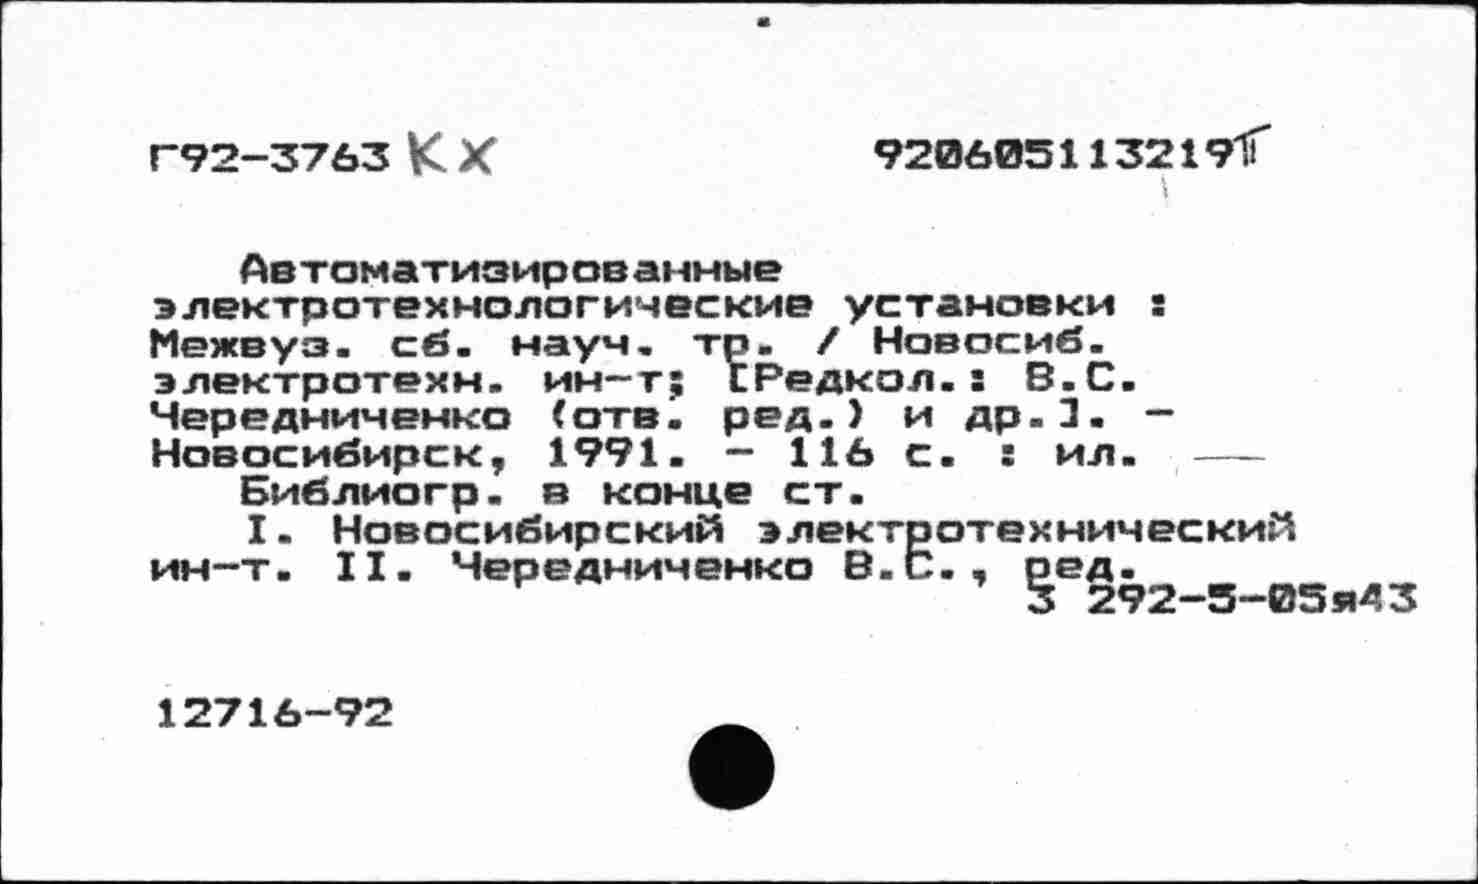 Г92-3763 КХ 920605113219П
Автоматизированные
электротехнологические установки :
Межвуз. сб. науч. тр. / Новосиб.
электротехн. ин-т; [Редкол.: В.С.
Чередниченко (отв. ред.) и др.]. -
Новосибирск, 1991. - 116 с. : ил. —
Библиогр. в конце ст.
I. Новосибирский электротехнический
ин-т. II. Чередниченко В.С., ред.
З 292-5-05я43
12716-92